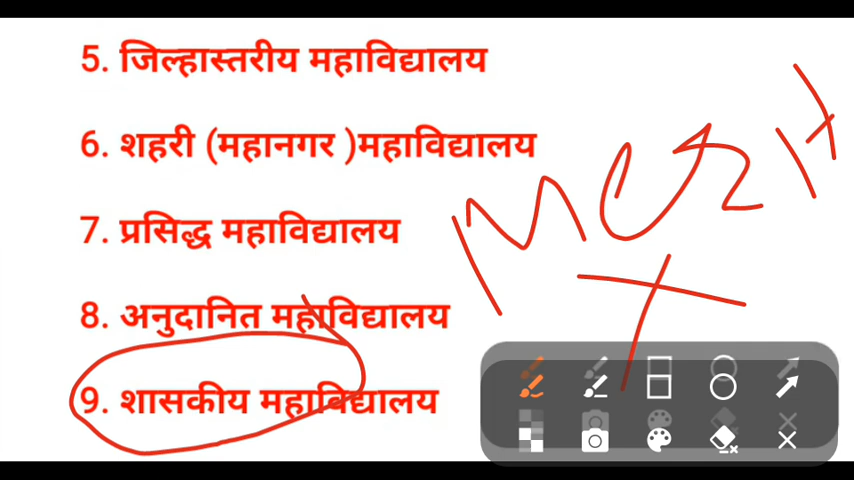 5. जिल्हास्तरीय महाविद्यालय
6. शहरी (महानगर )महाविद्यालय
Merit
7. प्रसिद्ध महाविद्यालय
8. अनुदानित महाविद्यालय
9. शासकीय महाविद्यालय